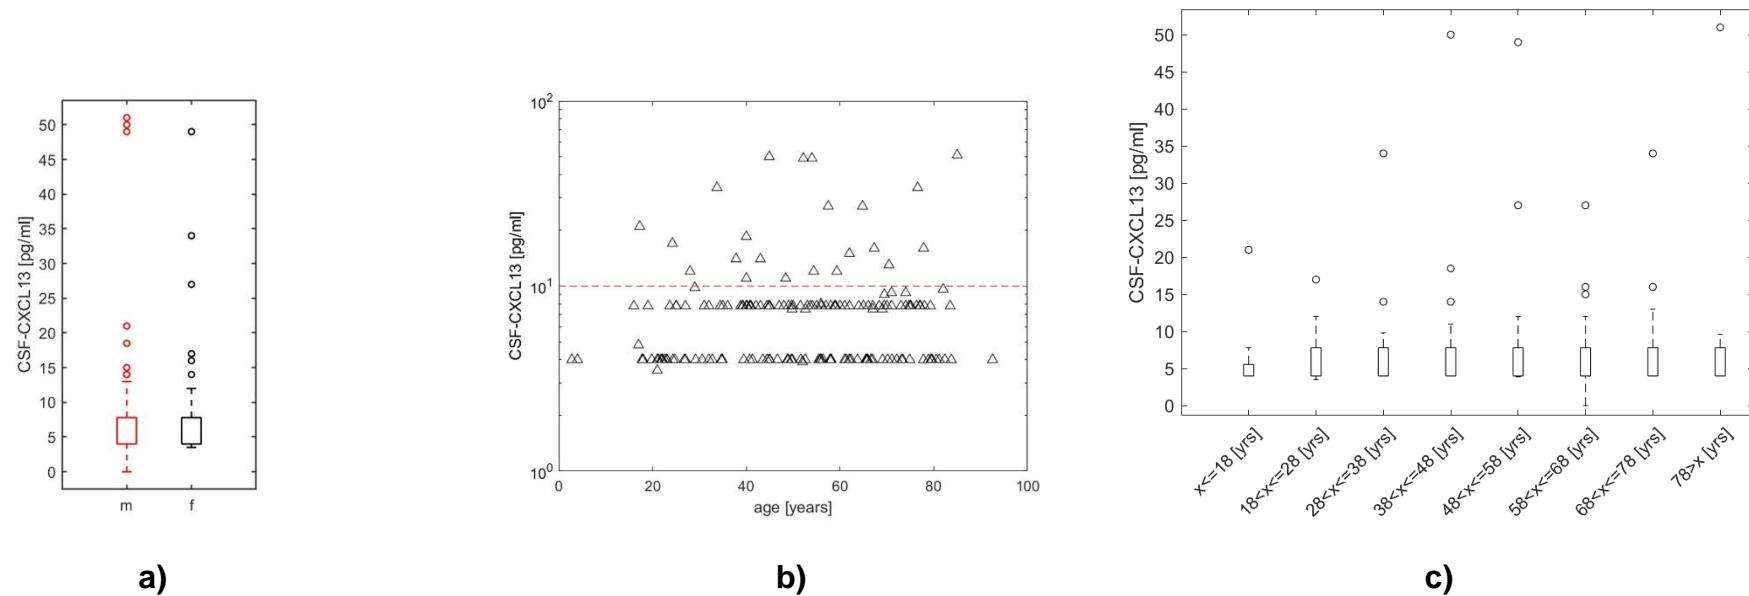 CSF-CXCL13 [pg/ml]
50
45
40
35
30
25
20
15
10
5
0
m f
a)
CSF-CXCL13 [pg/ml]
10²
10¹
10⁰
0 20 40 60 80 100
age [years]
b)
CSF-CXCL13 [pg/ml]
50
45
40
35
30
25
20
15
10
5
0
x<=18 [yrs]
18<x<=28 [yrs]
28<x<=38 [yrs]
38<x<=48 [yrs]
48<x<=58 [yrs]
58<x<=68 [yrs]
68<x<=78 [yrs]
78>x [yrs]
c)